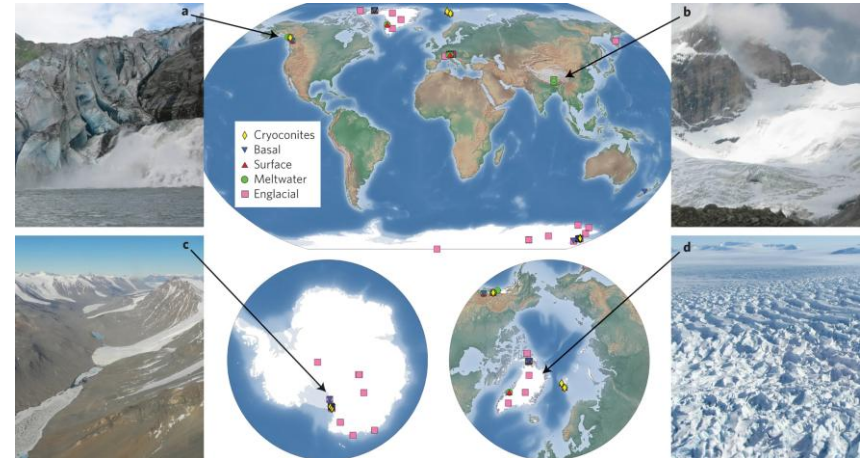 a
b
Cryoconites
Basal
Surface
Meltwater
Englacial
c
d